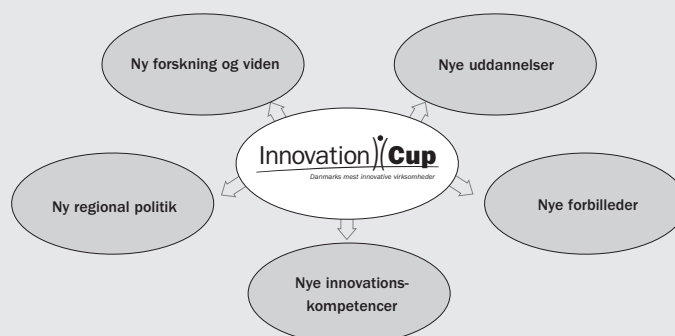 Ny forskning og viden
Nye uddannelser
Innovation Cup
Danmarks mest innovative virksomheder
Ny regional politik
Nye forbilleder
Nye innovations-
kompetencer